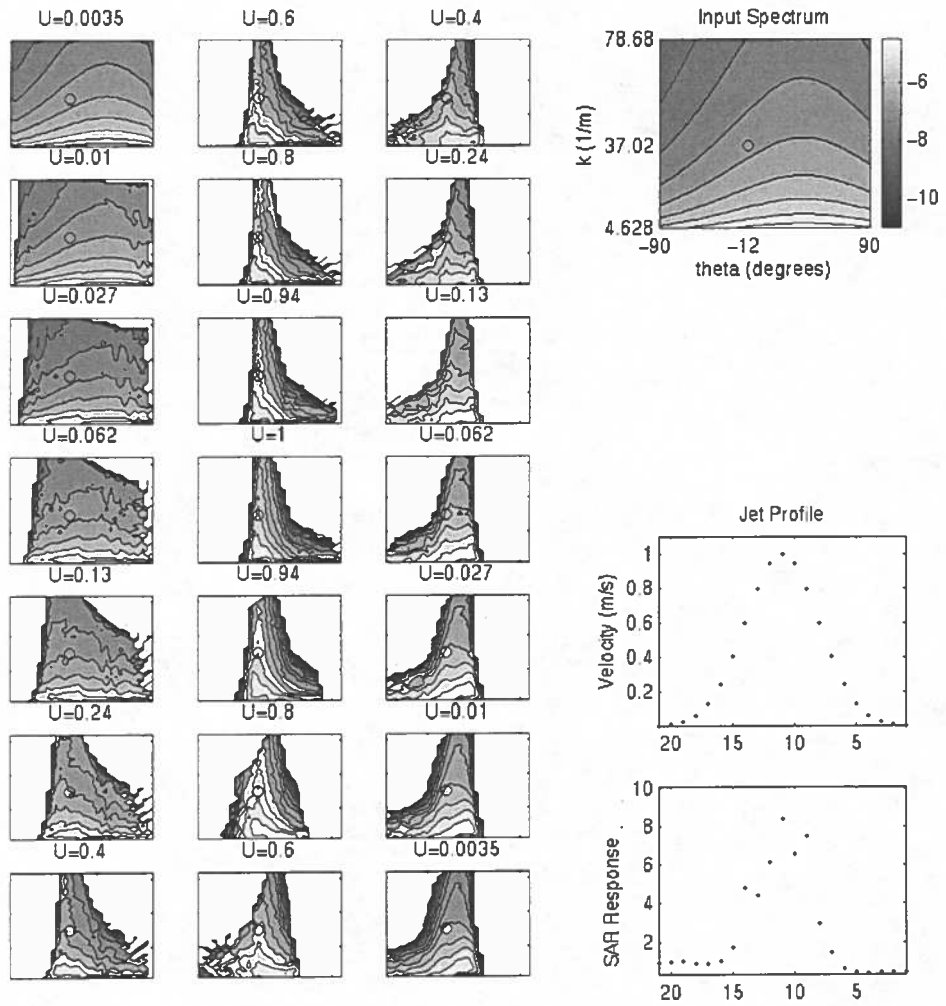 U=0.0035
U=0.6
U=0.4
U=0.01
U=0.8
U=0.24
U=0.027
U=0.94
U=0.13
U=0.062
U=1
U=0.062
U=0.13
U=0.94
U=0.027
U=0.24
U=0.8
U=0.01
U=0.4
U=0.6
U=0.0035
Input Spectrum
78.68
37.02
4.628
k (1/m)
-90
-12
90
theta (degrees)
-6
-8
-10
Jet Profile
1
0.8
0.6
0.4
0.2
Velocity (m/s)
20
15
10
5
10
8
6
4
2
SAR Response
20
15
10
5